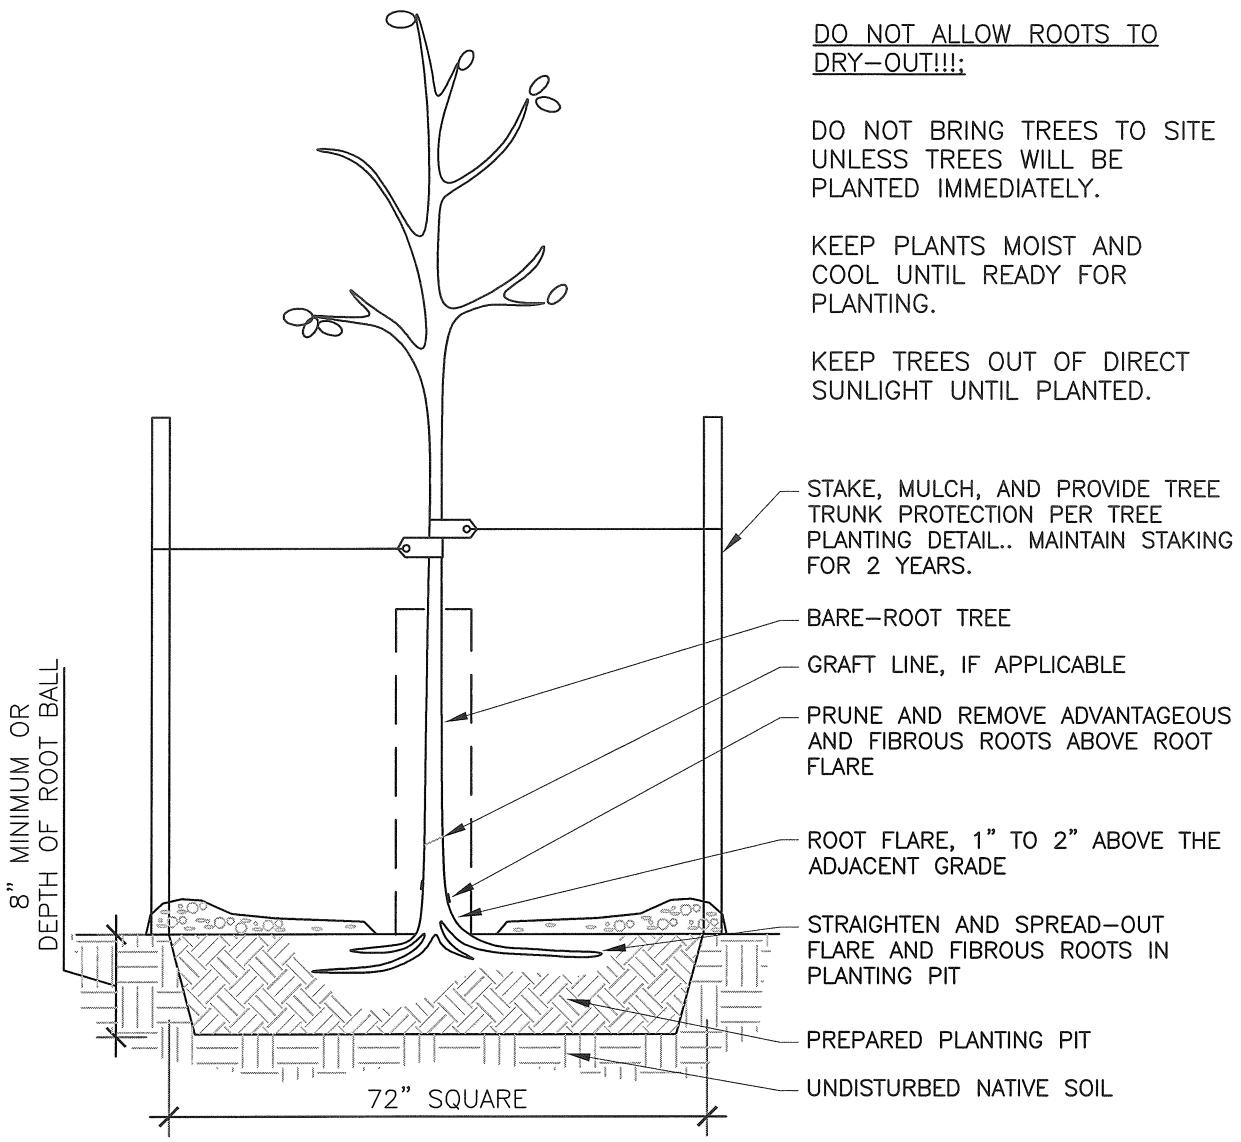 DO NOT ALLOW ROOTS TO
DRY-OUT!!!;
DO NOT BRING TREES TO SITE
UNLESS TREES WILL BE
PLANTED IMMEDIATELY.
KEEP PLANTS MOIST AND
COOL UNTIL READY FOR
PLANTING.
KEEP TREES OUT OF DIRECT
SUNLIGHT UNTIL PLANTED.
STAKE, MULCH, AND PROVIDE TREE
TRUNK PROTECTION PER TREE
PLANTING DETAIL.. MAINTAIN STAKING
FOR 2 YEARS.
BARE-ROOT TREE
GRAFT LINE, IF APPLICABLE
PRUNE AND REMOVE ADVANTAGEOUS
AND FIBROUS ROOTS ABOVE ROOT
FLARE
ROOT FLARE, 1" TO 2" ABOVE THE
ADJACENT GRADE
STRAIGHTEN AND SPREAD-OUT
FLARE AND FIBROUS ROOTS IN
PLANTING PIT
PREPARED PLANTING PIT
UNDISTURBED NATIVE SOIL
8" MINIMUM OR
DEPTH OF ROOT BALL
72" SQUARE